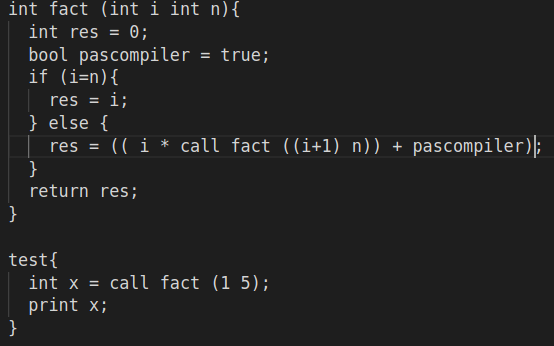 int fact (int i int n){
int res = 0;
bool pascompiler = true;
if (i=n){
res = i;
} else {
res = (( i * call fact ((i+1) n)) + pascompiler);
}
return res;
}
test{
int x = call fact (1 5);
print x;
}